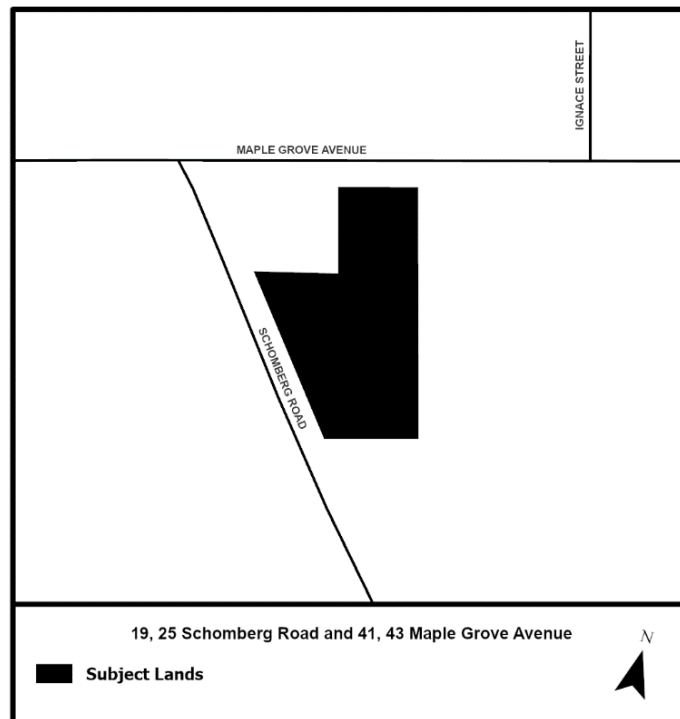 IGNACE STREET
MAPLE GROVE AVENUE
SCHOMBERG ROAD
19, 25 Schomberg Road and 41, 43 Maple Grove Avenue
N
Subject Lands